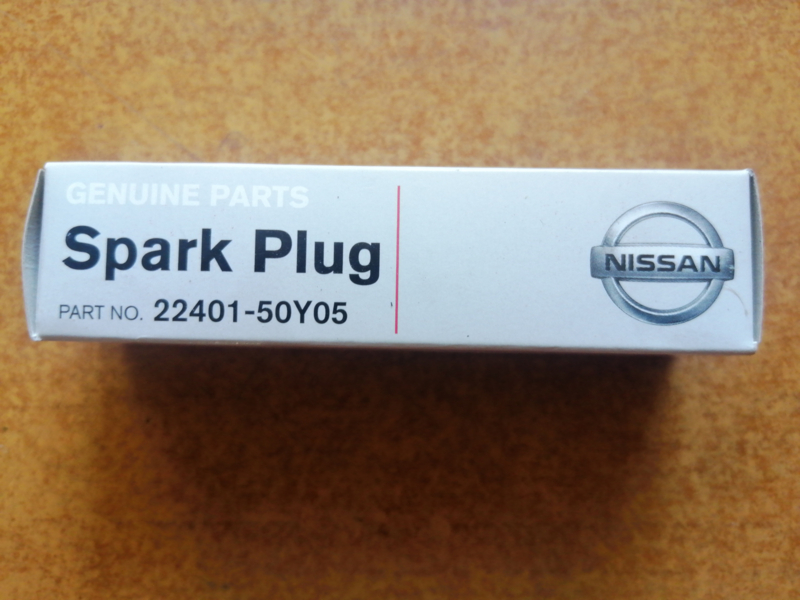 GENUINE PARTS
Spark Plug
PART NO. 22401-50Y05
NISSAN